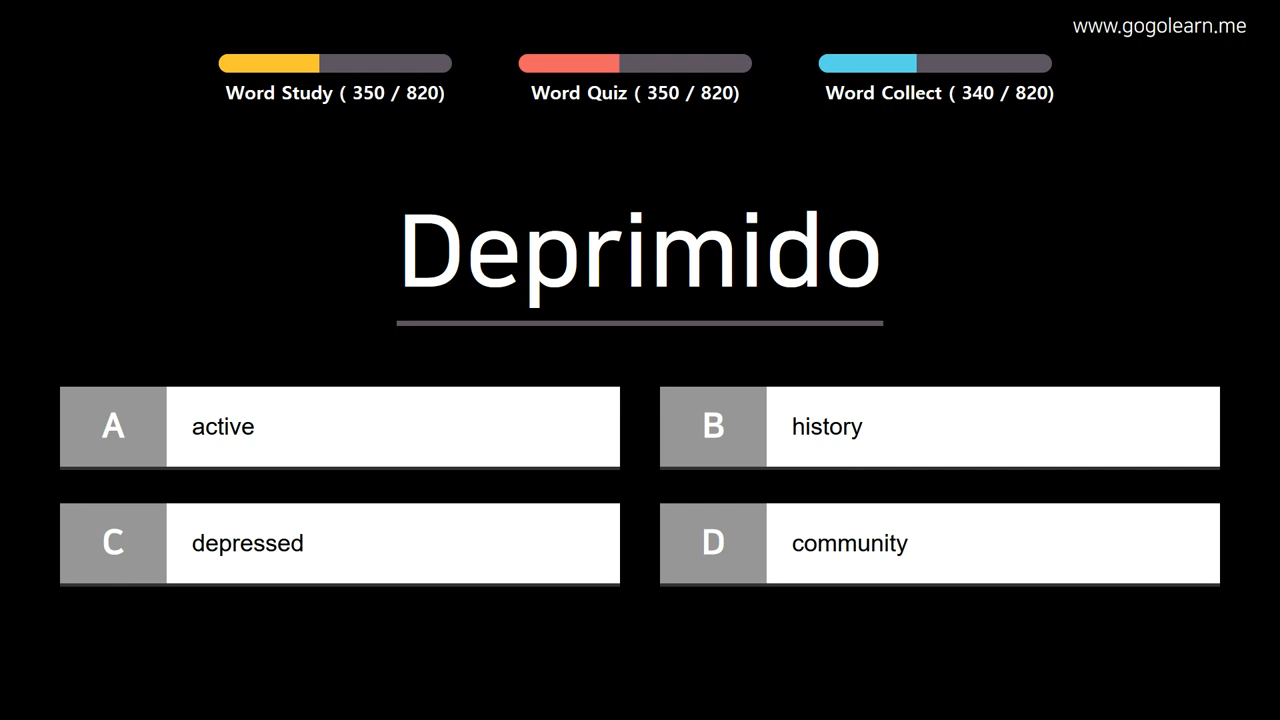 www.gogolearn.me
Word Study ( 350 / 820)
Word Quiz ( 350 / 820)
Word Collect ( 340 / 820)
Deprimido
A active
B history
C depressed
D community